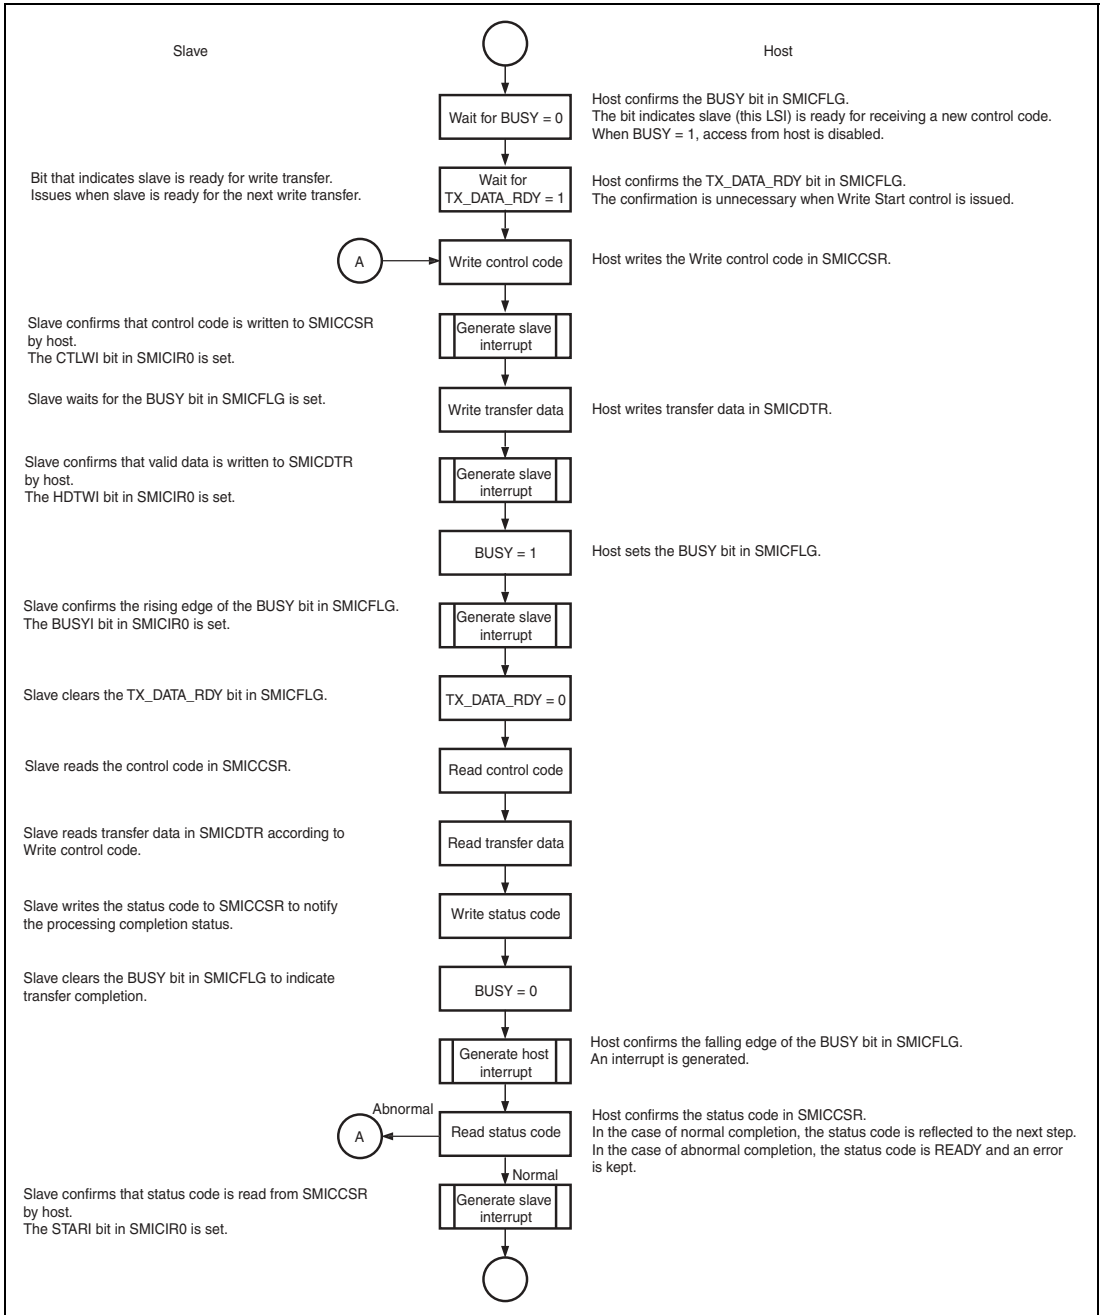 Slave
Host
Wait for BUSY = 0
Host confirms the BUSY bit in SMICFLG.
The bit indicates slave (this LSI) is ready for receiving a new control code.
When BUSY = 1, access from host is disabled.
Bit that indicates slave is ready for write transfer.
Issues when slave is ready for the next write transfer.
Wait for
TX_DATA_RDY = 1
Host confirms the TX_DATA_RDY bit in SMICFLG.
The confirmation is unnecessary when Write Start control is issued.
A
Write control code
Host writes the Write control code in SMICCSR.
Slave confirms that control code is written to SMICCSR
by host.
The CTLWI bit in SMICIR0 is set.
Generate slave
interrupt
Slave waits for the BUSY bit in SMICFLG is set.
Write transfer data
Host writes transfer data in SMICDTR.
Slave confirms that valid data is written to SMICDTR
by host.
The HDTWI bit in SMICIR0 is set.
Generate slave
interrupt
BUSY = 1
Host sets the BUSY bit in SMICFLG.
Slave confirms the rising edge of the BUSY bit in SMICFLG.
The BUSYI bit in SMICIR0 is set.
Generate slave
interrupt
Slave clears the TX_DATA_RDY bit in SMICFLG.
TX_DATA_RDY = 0
Slave reads the control code in SMICCSR.
Read control code
Slave reads transfer data in SMICDTR according to
Write control code.
Read transfer data
Slave writes the status code to SMICCSR to notify
the processing completion status.
Write status code
Slave clears the BUSY bit in SMICFLG to indicate
transfer completion.
BUSY = 0
Generate host
interrupt
Host confirms the falling edge of the BUSY bit in SMICFLG.
An interrupt is generated.
Abnormal
A
Read status code
Host confirms the status code in SMICCSR.
In the case of normal completion, the status code is reflected to the next step.
In the case of abnormal completion, the status code is READY and an error
is kept.
Normal
Slave confirms that status code is read from SMICCSR
by host.
The STARI bit in SMICIR0 is set.
Generate slave
interrupt